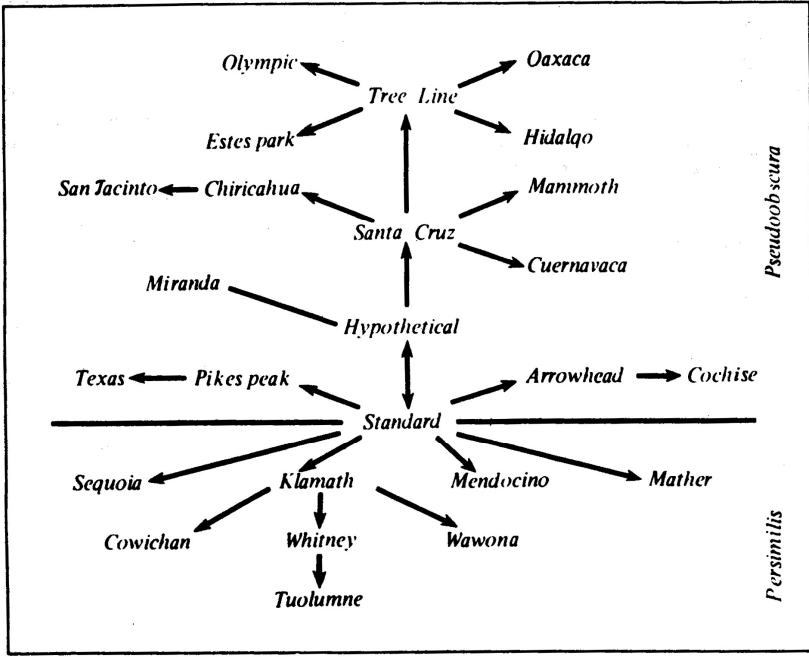 Olympic
Oaxaca
Tree Line
Estes park
Hidalqo
San Jacinto
Chiricahua
Mammoth
Santa Cruz
Cuernavaca
Pseudoobscura
Miranda
Hypothetical
Texas
Pikes peak
Arrowhead
Cochise
Standard
Sequoia
Klamath
Mendocino
Mather
Cowichan
Whitney
Wawona
Persimilis
Tuolumne